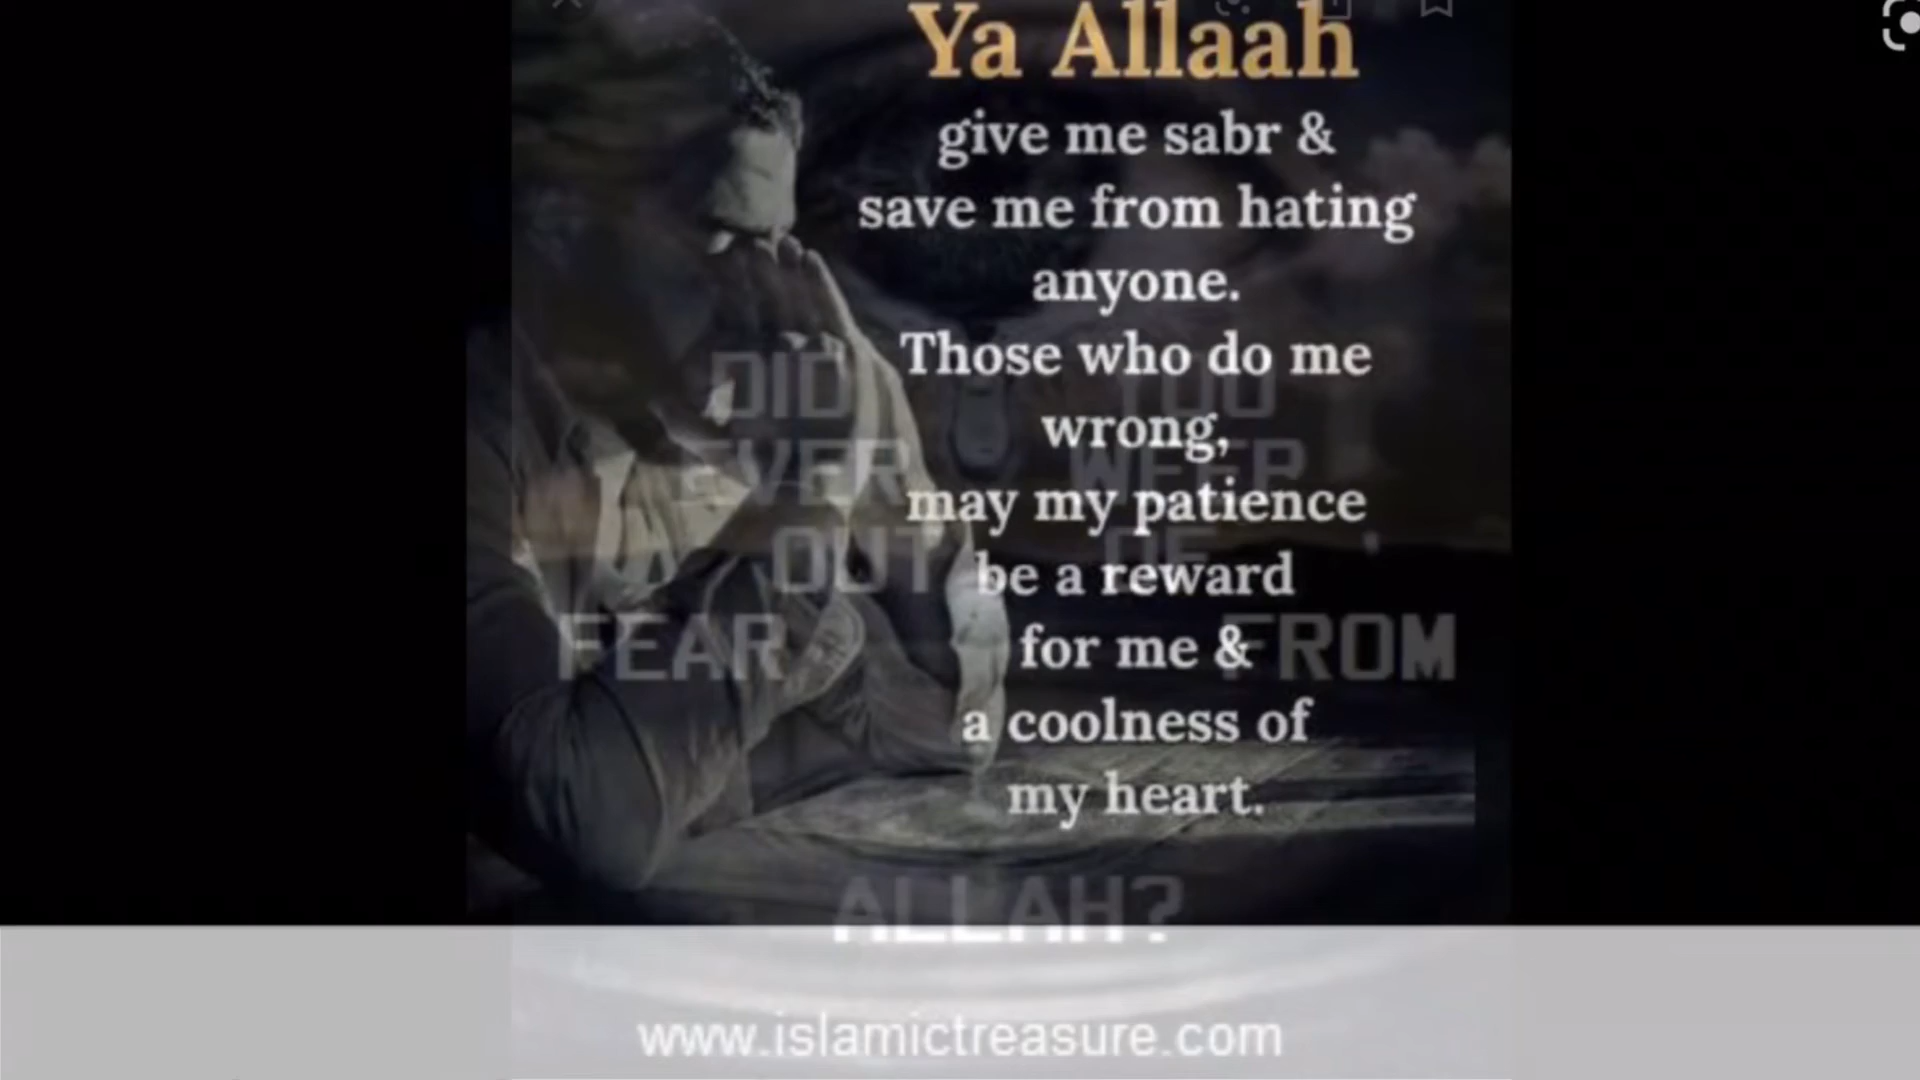 Ya Allaah
give me sabr &
save me from hating
anyone.
Those who do me
wrong,
may my patience
be a reward
for me &
a coolness of
my heart.
DID YOU
EVER WEEP
OUT OF
FEAR FROM
ALLAH?
www.islamictreasure.com